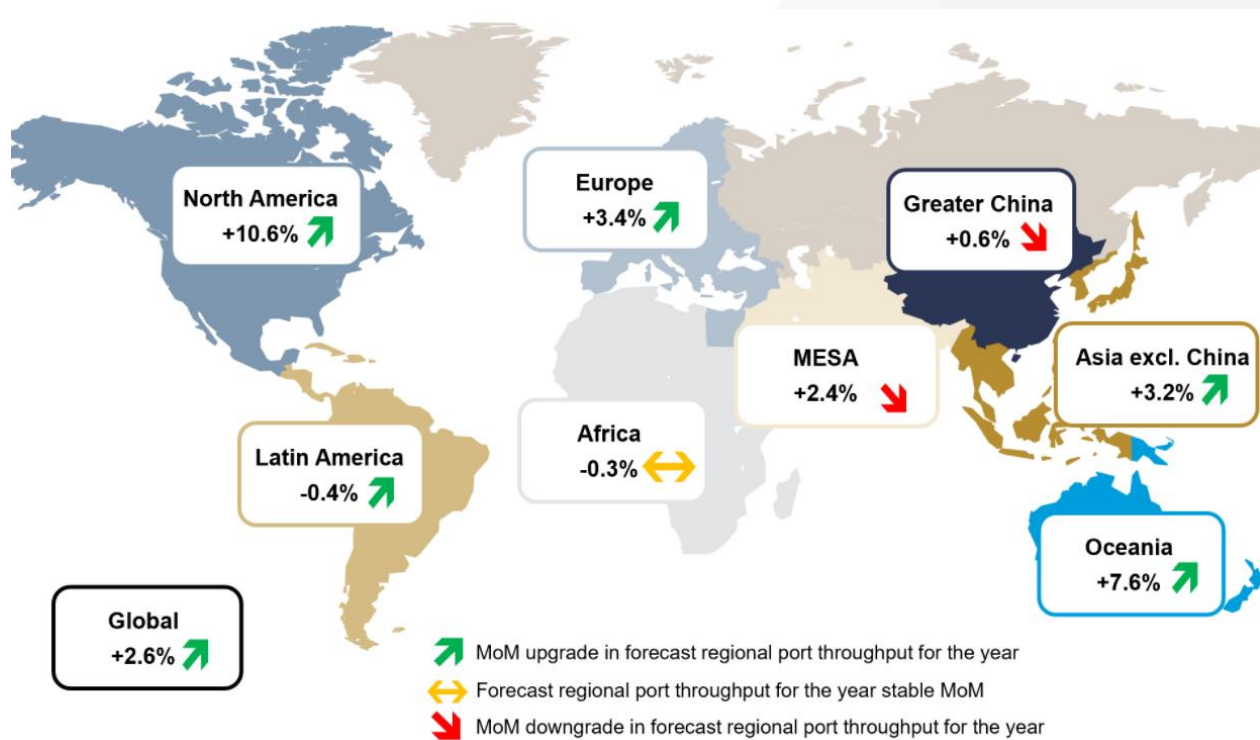 North America
+10.6%
Europe
+3.4%
Greater China
+0.6%
MESA
+2.4%
Asia excl. China
+3.2%
Africa
-0.3%
Latin America
-0.4%
Oceania
+7.6%
Global
+2.6%
MoM upgrade in forecast regional port throughput for the year
Forecast regional port throughput for the year stable MoM
MoM downgrade in forecast regional port throughput for the year